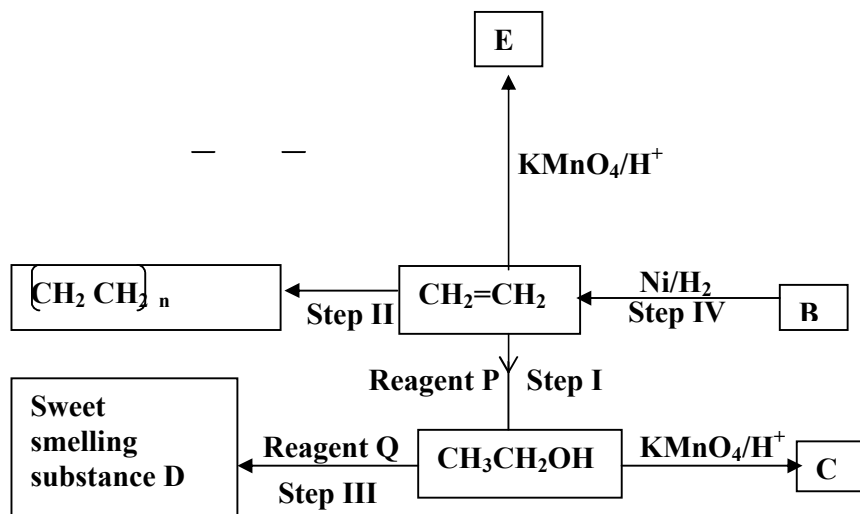 E
KMnO₄/H⁺
CH₂ CH₂ n
Step II
CH₂=CH₂
Ni/H₂
Step IV
B
Reagent P
Step I
Sweet
smelling
substance D
Reagent Q
Step III
CH₃CH₂OH
KMnO₄/H⁺
C